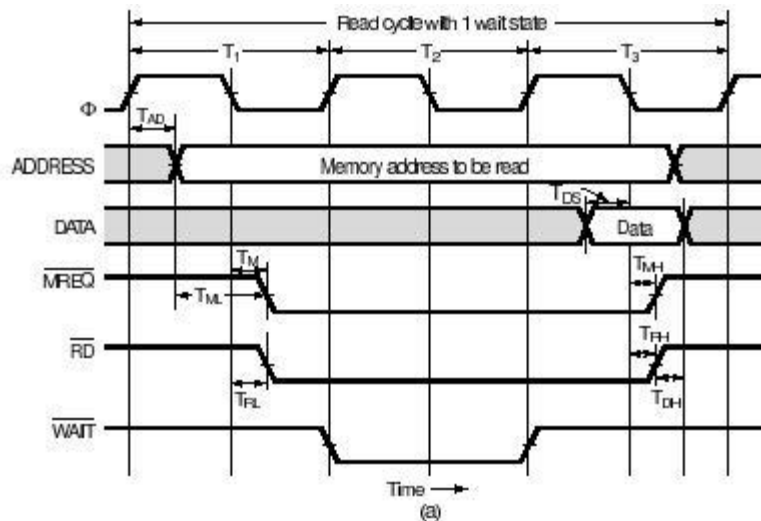 Read cycle with 1 wait state
T1 T2 T3
Φ
TAD
ADDRESS
Memory address to be read
TDS
DATA
Data
TM
MREQ
TMH
TML
RD
TRH
TRL
TDH
WAIT
Time
(a)